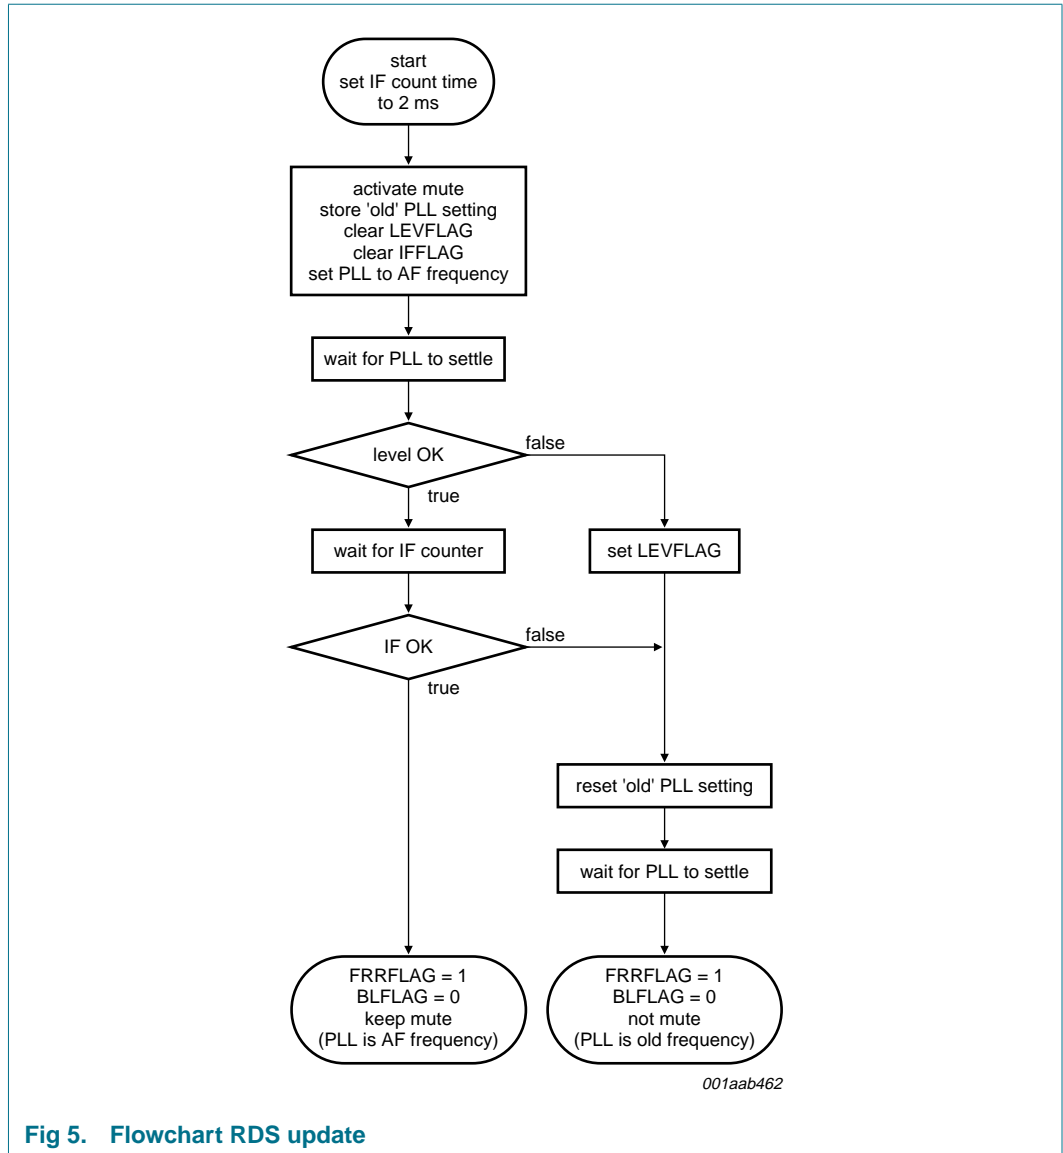 start
set IF count time
to 2 ms
activate mute
store 'old' PLL setting
clear LEVFLAG
clear IFFLAG
set PLL to AF frequency
wait for PLL to settle
level OK
false
true
wait for IF counter
set LEVFLAG
IF OK
false
true
reset 'old' PLL setting
wait for PLL to settle
FRRFLAG = 1
BLFLAG = 0
keep mute
(PLL is AF frequency)
FRRFLAG = 1
BLFLAG = 0
not mute
(PLL is old frequency)
001aab462
Fig 5. Flowchart RDS update